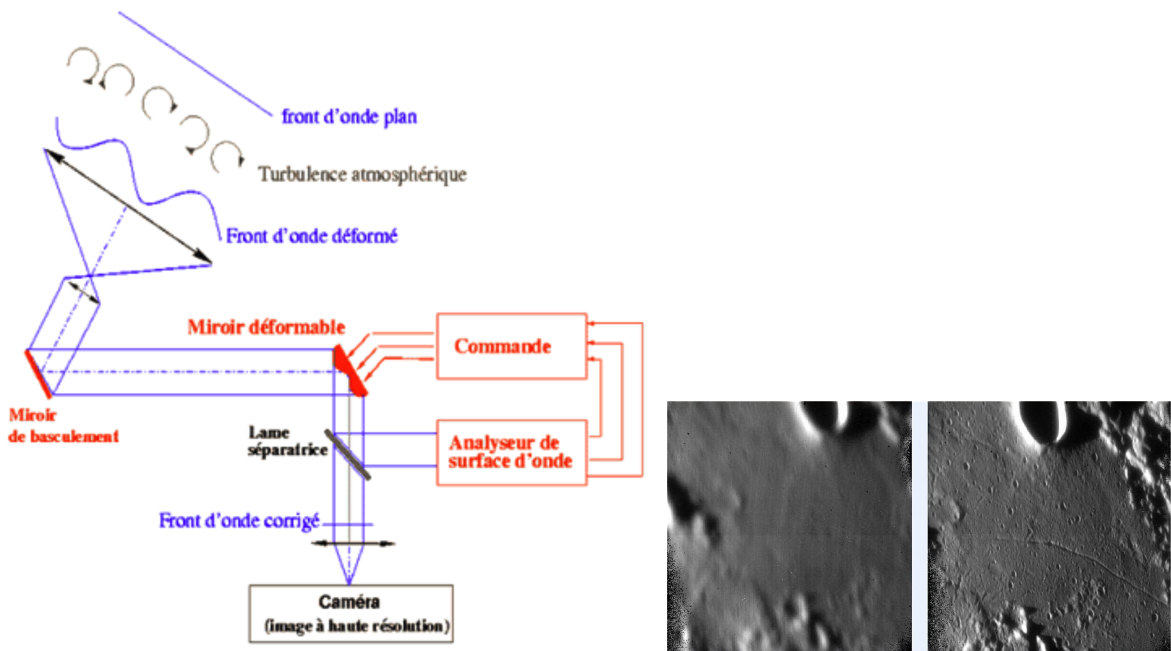 front d'onde plan
Turbulence atmosphérique
Front d'onde déformé
Miroir déformable
Commande
Miroir
de basculement
Lame
séparatrice
Analyseur de
surface d'onde
Front d'onde corrigé
Caméra
(image à haute résolution)